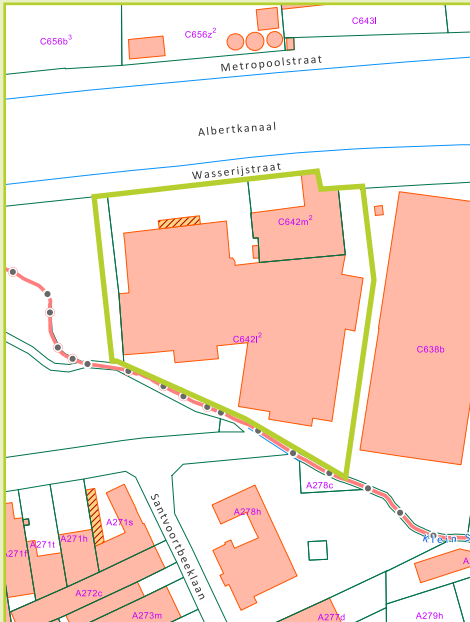 C643l
C656b³
C656z²
Metropoolstraat
Albertkanaal
Wasserijstraat
C642m²
C642l²
C638b
A278c
Santvoortbeeklaan
A271s
A278h
A271h
A271t
A271f
A272c
A273m
A277d
A279h